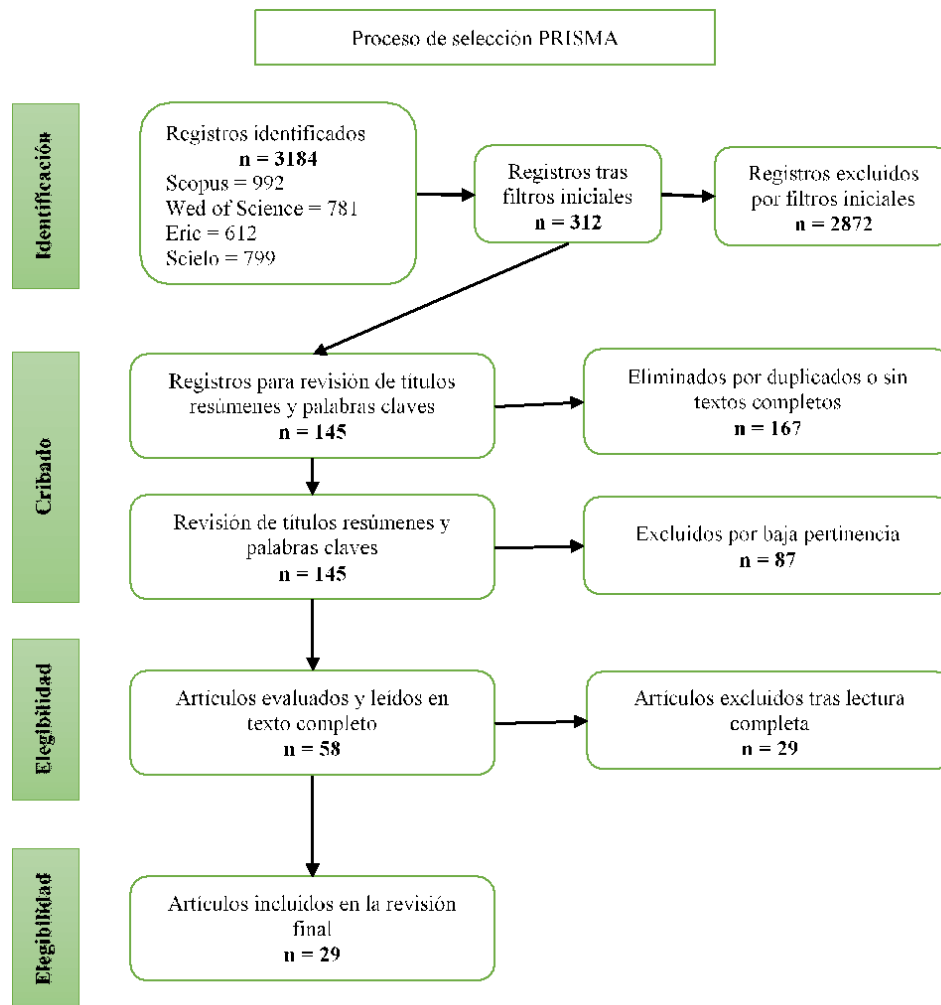 Proceso de selección PRISMA
Identificación
Registros identificados
n = 3184
Scopus = 992
Wed of Science = 781
Eric = 612
Scielo = 799
Registros tras
filtros iniciales
n = 312
Registros excluidos
por filtros iniciales
n = 2872
Cribado
Registros para revisión de títulos
resúmenes y palabras claves
n = 145
Eliminados por duplicados o sin
textos completos
n = 167
Revisión de títulos resúmenes y
palabras claves
n = 145
Excluidos por baja pertinencia
n = 87
Elegibilidad
Artículos evaluados y leídos en
texto completo
n = 58
Artículos excluidos tras lectura
completa
n = 29
Elegibilidad
Artículos incluidos en la revisión
final
n = 29